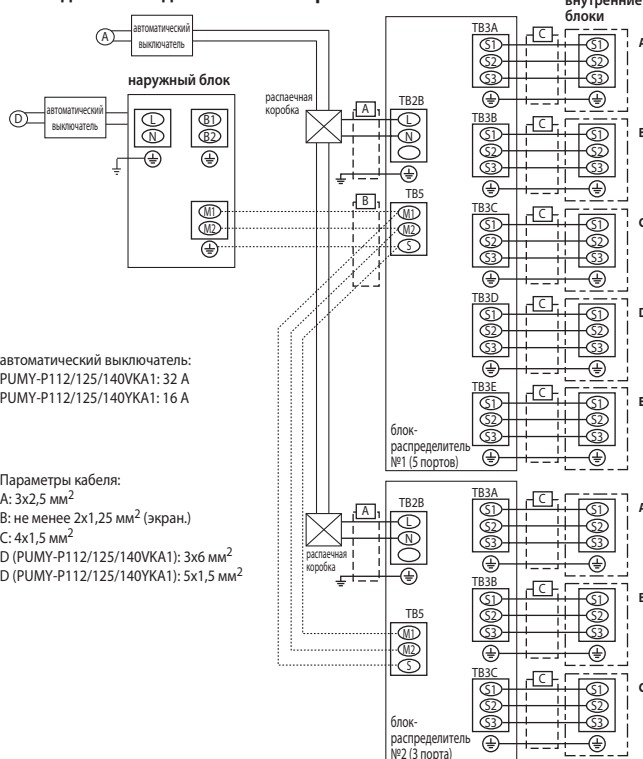 внутренние
блоки
A
автоматический
выключатель
наружный блок
D
автоматический
выключатель
L
N
B1
B2
M1
M2
распаечная
коробка
A
TB2B
L
N
B
TB5
M1
M2
S
TB3A
S1
S2
S3
C
S1
S2
S3
A
TB3B
S1
S2
S3
C
S1
S2
S3
TB3C
S1
S2
S3
C
S1
S2
S3
TB3D
S1
S2
S3
C
S1
S2
S3
TB3E
S1
S2
S3
C
S1
S2
S3
блок-
распределитель
№1 (5 портов)
автоматический выключатель:
PUMY-P112/125/140VKA1: 32 А
PUMY-P112/125/140YKA1: 16 А
Параметры кабеля:
A: 3x2,5 мм²
B: не менее 2x1,25 мм² (экран.)
C: 4x1,5 мм²
D (PUMY-P112/125/140VKA1): 3x6 мм²
D (PUMY-P112/125/140YKA1): 5x1,5 мм²
распаечная
коробка
A
TB2B
L
N
TB5
M1
M2
S
TB3A
S1
S2
S3
C
S1
S2
S3
A
TB3B
S1
S2
S3
C
S1
S2
S3
TB3C
S1
S2
S3
C
S1
S2
S3
блок-
распределитель
№2 (3 порта)